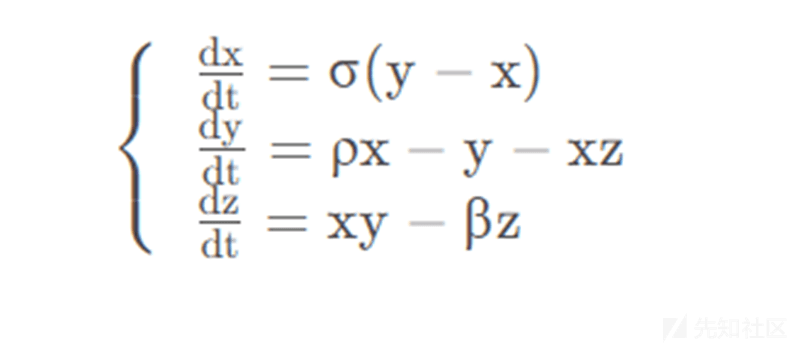 dx/dt = σ(y − x)
dy/dt = ρx − y − xz
dz/dt = xy − βz
先知社区